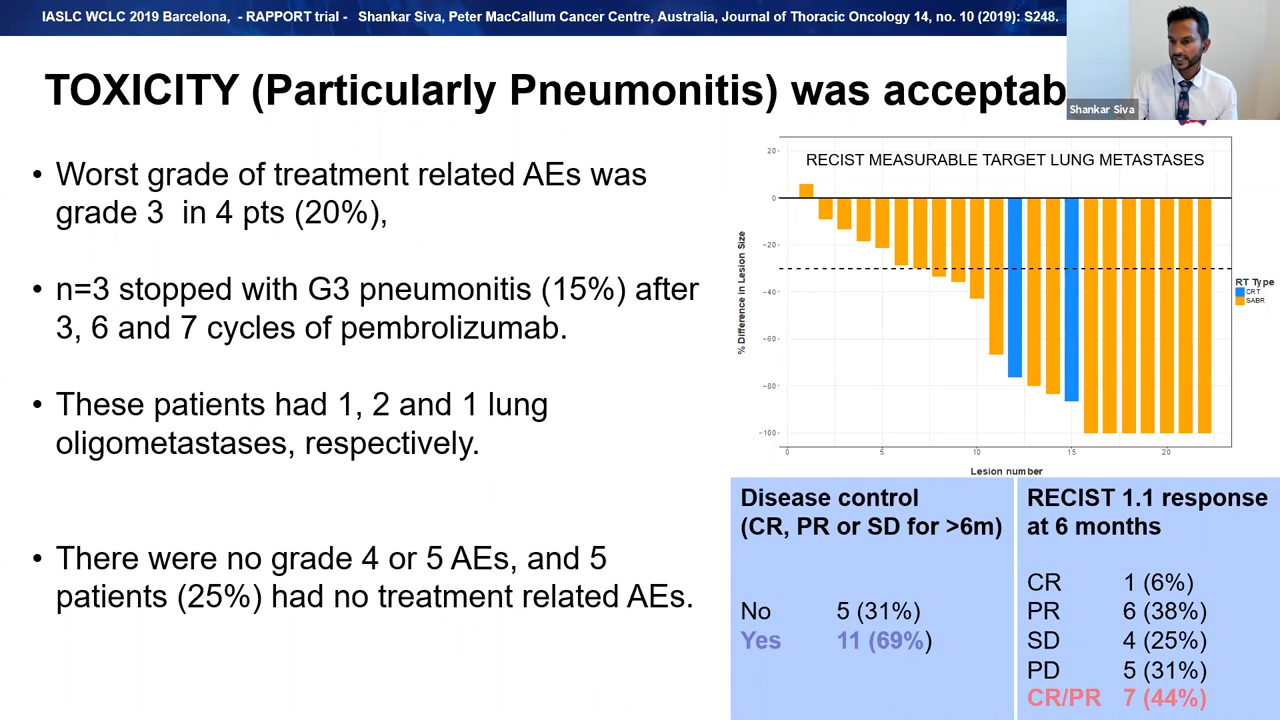 IASLC WCLC 2019 Barcelona, - RAPPORT trial - Shankar Siva, Peter MacCallum Cancer Centre, Australia, Journal of Thoracic Oncology 14, no. 10 (2019): S248.
TOXICITY (Particularly Pneumonitis) was acceptab
Shankar Siva
• Worst grade of treatment related AEs was
grade 3 in 4 pts (20%),
• n=3 stopped with G3 pneumonitis (15%) after
3, 6 and 7 cycles of pembrolizumab.
• These patients had 1, 2 and 1 lung
oligometastases, respectively.
• There were no grade 4 or 5 AEs, and 5
patients (25%) had no treatment related AEs.
RECIST MEASURABLE TARGET LUNG METASTASES
% Difference in Lesion Size
20
0
-20
-40
-60
-80
-100
0 5 10 15 20
Lesion number
RT Type
CRT
SABR
Disease control
(CR, PR or SD for >6m)
No 5 (31%)
Yes 11 (69%)
RECIST 1.1 response
at 6 months
CR 1 (6%)
PR 6 (38%)
SD 4 (25%)
PD 5 (31%)
CR/PR 7 (44%)